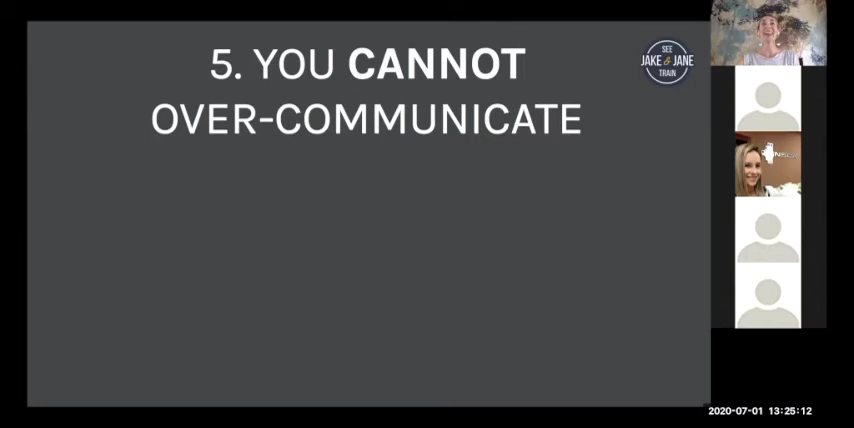 5. YOU CANNOT
OVER-COMMUNICATE
SEE
JAKE & JANE
TRAIN
2020-07-01 13:25:12